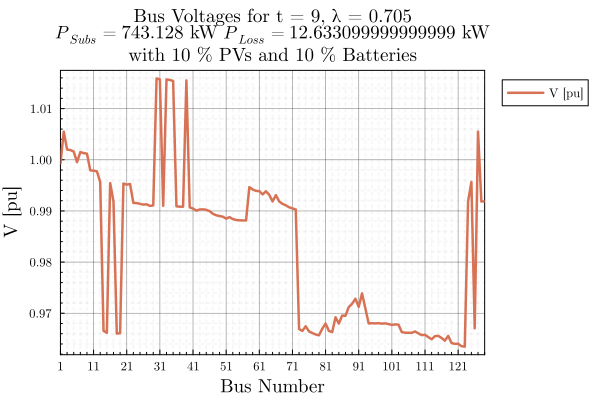 Bus Voltages for t = 9, λ = 0.705
P_Subs = 743.128 kW P_Loss = 12.633099999999999 kW
with 10 % PVs and 10 % Batteries
V [pu]
1.01
1.00
0.99
0.98
0.97
V [pu]
1 11 21 31 41 51 61 71 81 91 101 111 121
Bus Number